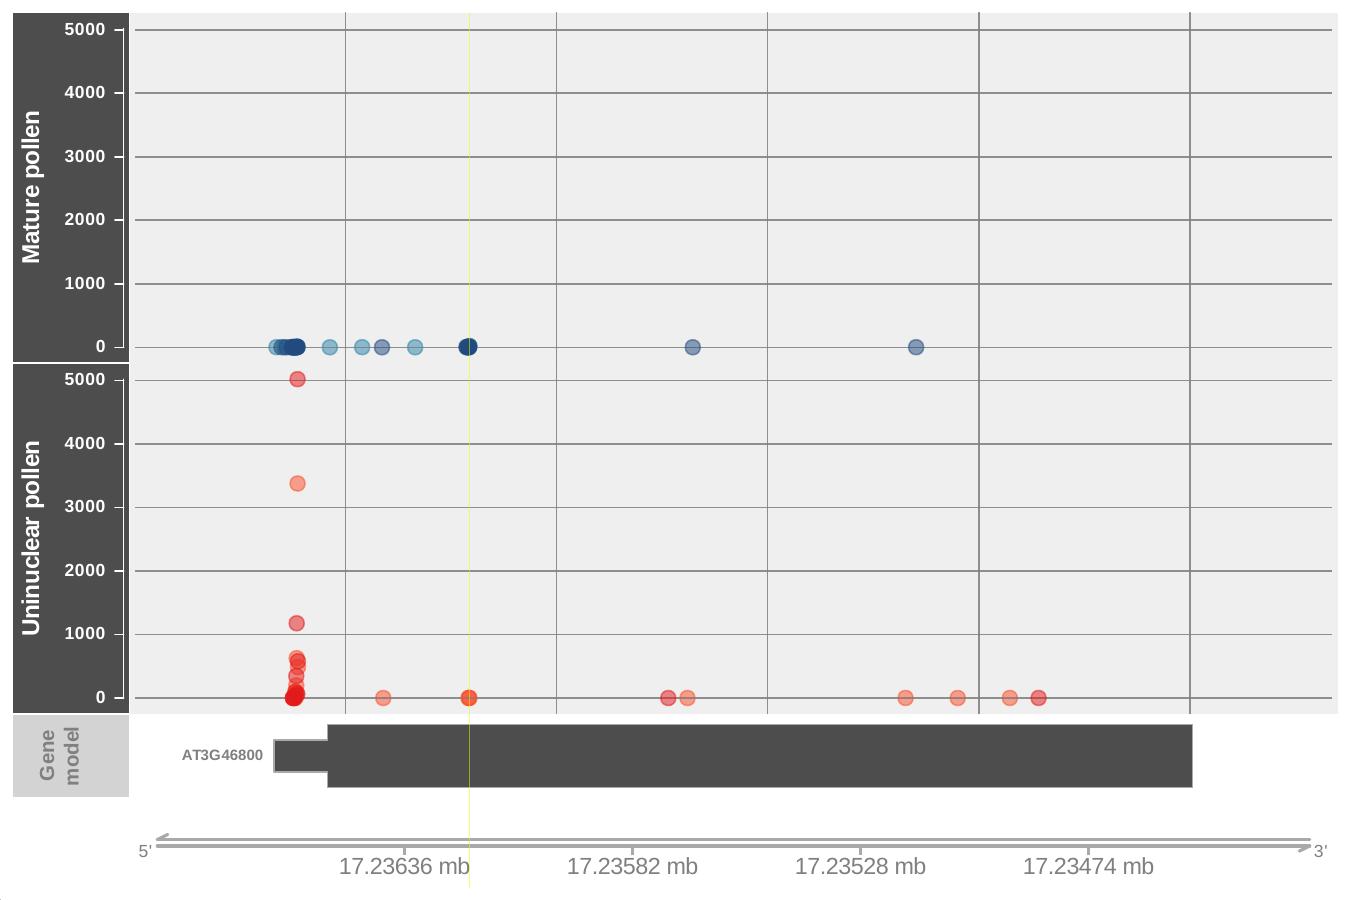 Mature pollen
5000
4000
3000
2000
1000
0
Uninuclear pollen
5000
4000
3000
2000
1000
0
Gene
model
AT3G46800
5'
3'
17.23636 mb
17.23582 mb
17.23528 mb
17.23474 mb